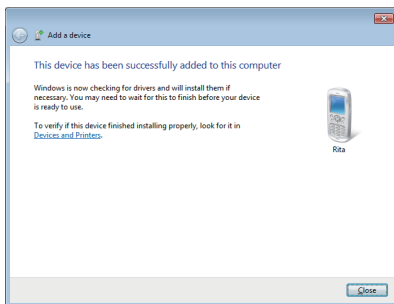 Add a device
This device has been successfully added to this computer
Windows is now checking for drivers and will install them if
necessary. You may need to wait for this to finish before your device
is ready to use.
To verify if this device finished installing properly, look for it in
Devices and Printers.
Rita
Close